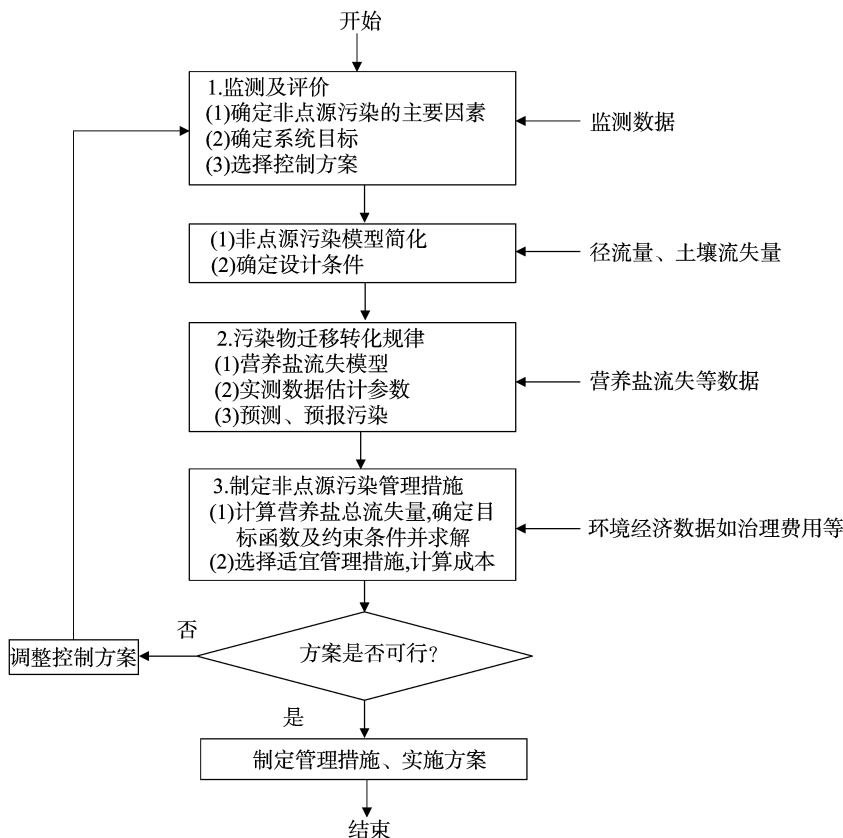 开始
1.监测及评价
(1)确定非点源污染的主要因素
(2)确定系统目标
(3)选择控制方案
监测数据
(1)非点源污染模型简化
(2)确定设计条件
径流量、土壤流失量
2.污染物迁移转化规律
(1)营养盐流失模型
(2)实测数据估计参数
(3)预测、预报污染
营养盐流失等数据
3.制定非点源污染管理措施
(1)计算营养盐总流失量,确定目
标函数及约束条件并求解
(2)选择适宜管理措施,计算成本
环境经济数据如治理费用等
否
调整控制方案
方案是否可行?
是
制定管理措施、实施方案
结束